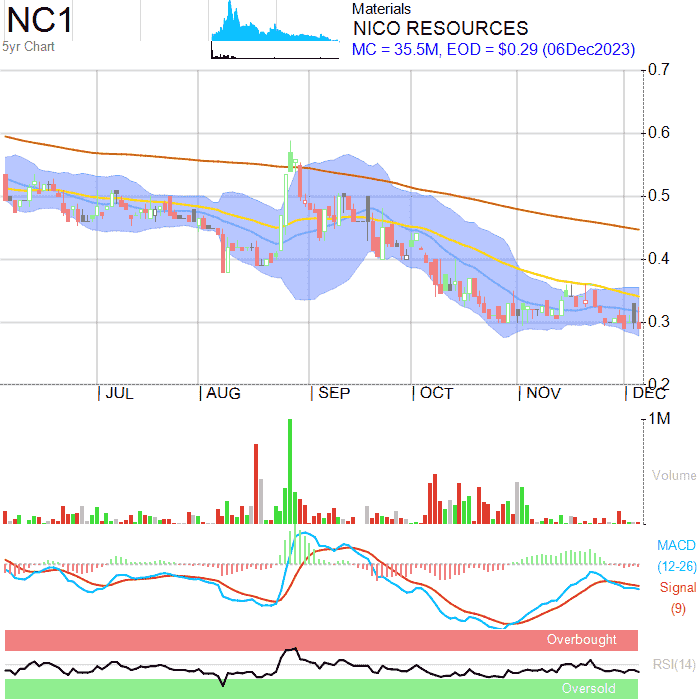 NC1
5yr Chart
Materials
NICO RESOURCES
MC = 35.5M, EOD = $0.29 (06Dec2023)
0.7
0.6
0.5
0.4
0.3
0.2
JUL
AUG
SEP
OCT
NOV
DEC
1M
Volume
MACD
(12-26)
Signal
(9)
Overbought
RSI(14)
Oversold